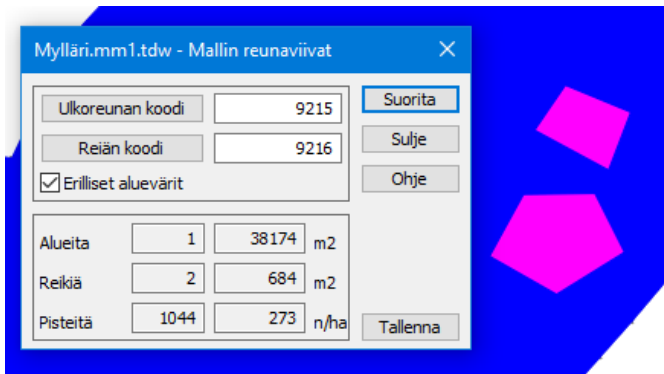 Mylläri.mm1.tdw - Mallin reunaviivat
Ulkoreunan koodi 9215 Suorita
Reiän koodi 9216 Sulje
Erilliset aluevärit Ohje
Alueita 1 38174 m2
Reikiä 2 684 m2
Pisteitä 1044 273 n/ha Tallenna